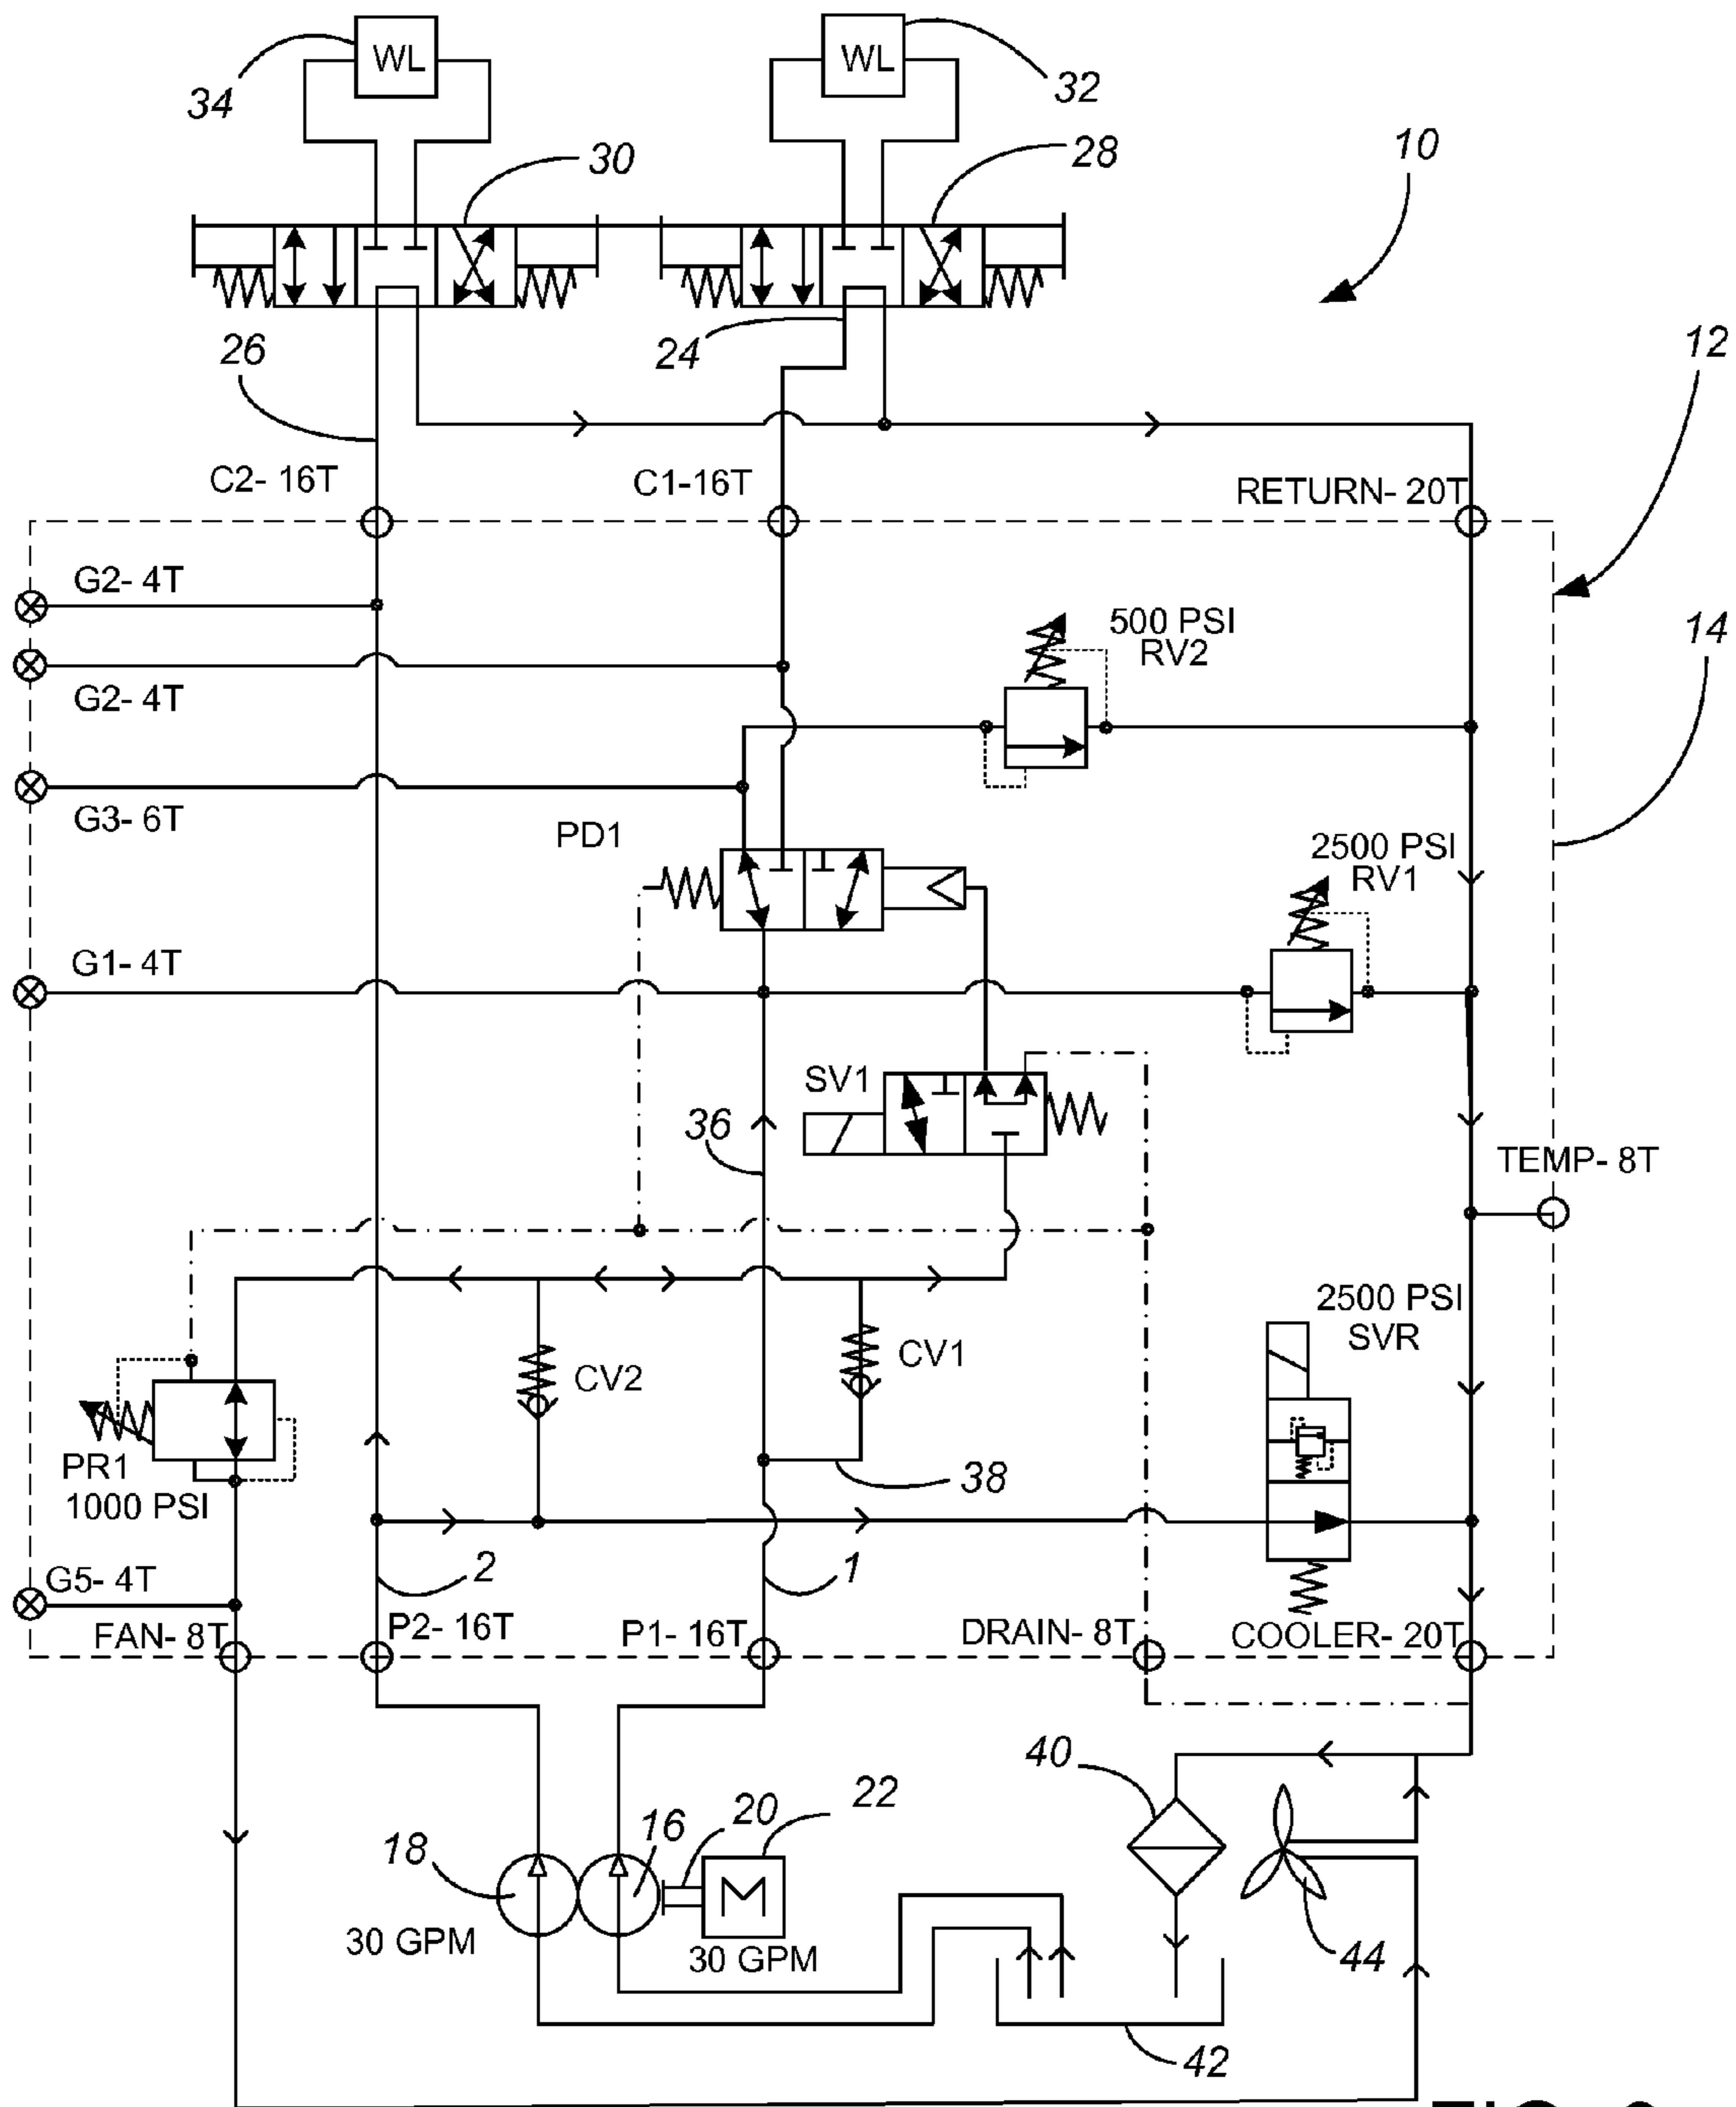 WL
WL
34
32
30
28
10
26
24
12
C2- 16T
C1-16T
RETURN- 20T
G2- 4T
500 PSI
RV2
14
G2- 4T
G3- 6T
PD1
2500 PSI
RV1
G1- 4T
SV1
36
TEMP- 8T
2500 PSI
SVR
CV2
CV1
PR1
1000 PSI
38
G5- 4T
2
1
FAN- 8T
P2- 16T
P1- 16T
DRAIN- 8T
COOLER- 20T
40
22
20
16
18
M
30 GPM
30 GPM
44
42